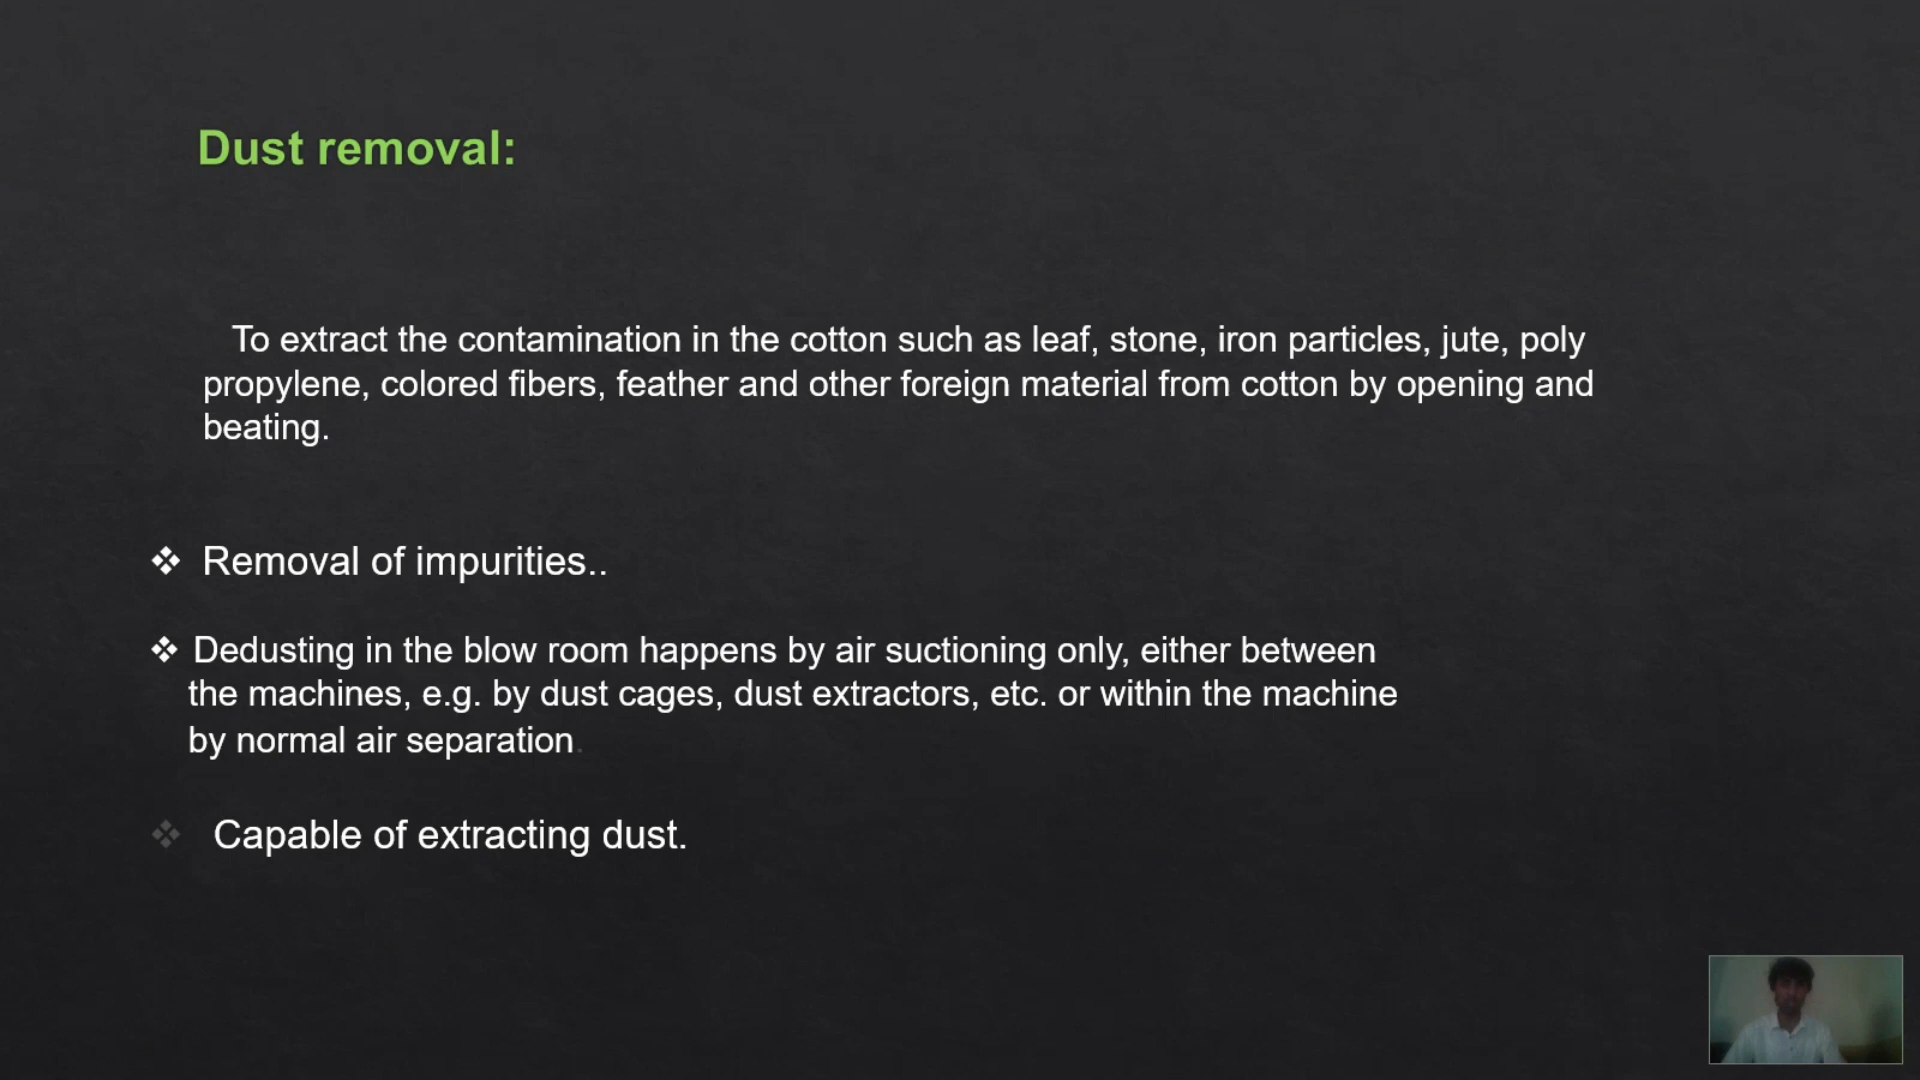 Dust removal:
To extract the contamination in the cotton such as leaf, stone, iron particles, jute, poly
propylene, colored fibers, feather and other foreign material from cotton by opening and
beating.
❖ Removal of impurities..
❖ Dedusting in the blow room happens by air suctioning only, either between
the machines, e.g. by dust cages, dust extractors, etc. or within the machine
by normal air separation.
❖ Capable of extracting dust.